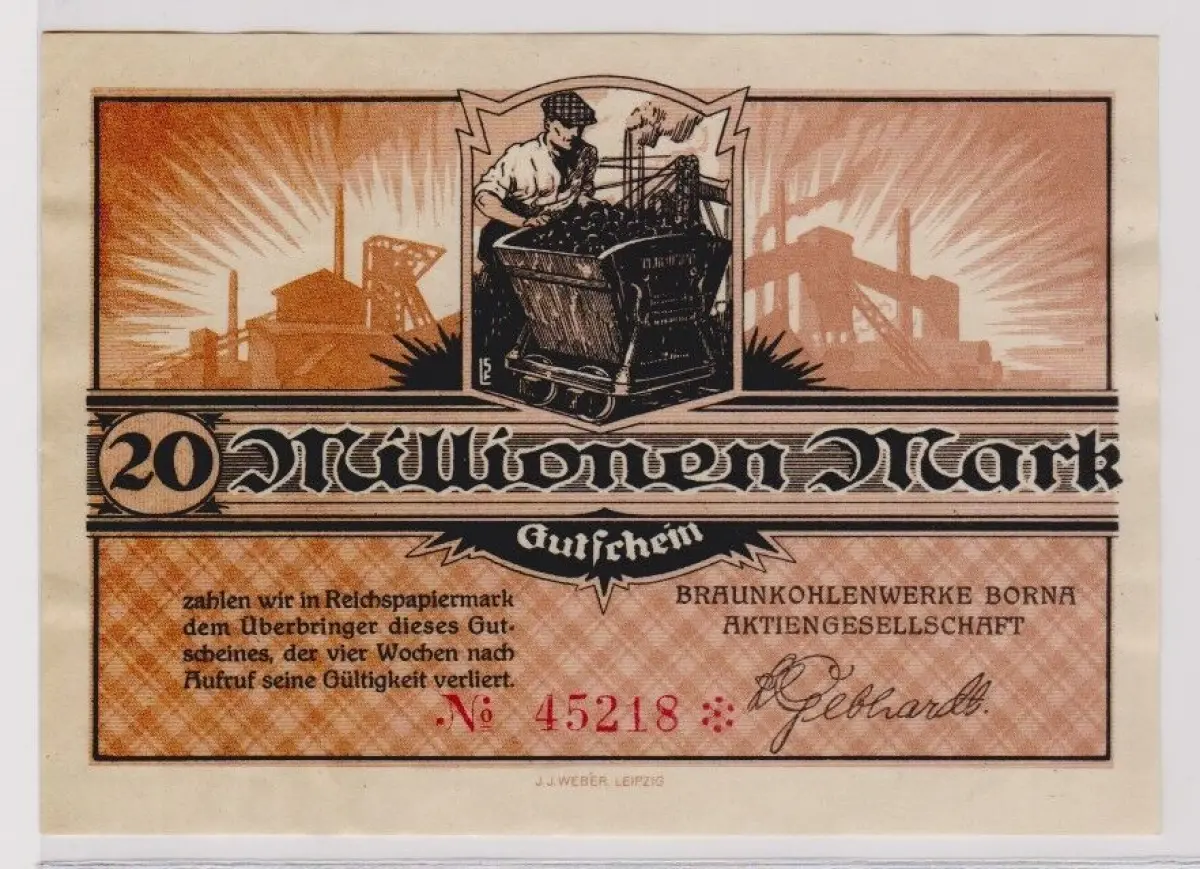 20 Millionen Mark
Gutschein
zahlen wir in Reichspapiermark
dem Überbringer dieses Gut-
scheines, der vier Wochen nach
Aufruf seine Gültigkeit verliert.
BRAUNKOHLENWERKE BORNA
AKTIENGESELLSCHAFT
Gebhardt.
№ 45218 *
J.J. WEBER, LEIPZIG